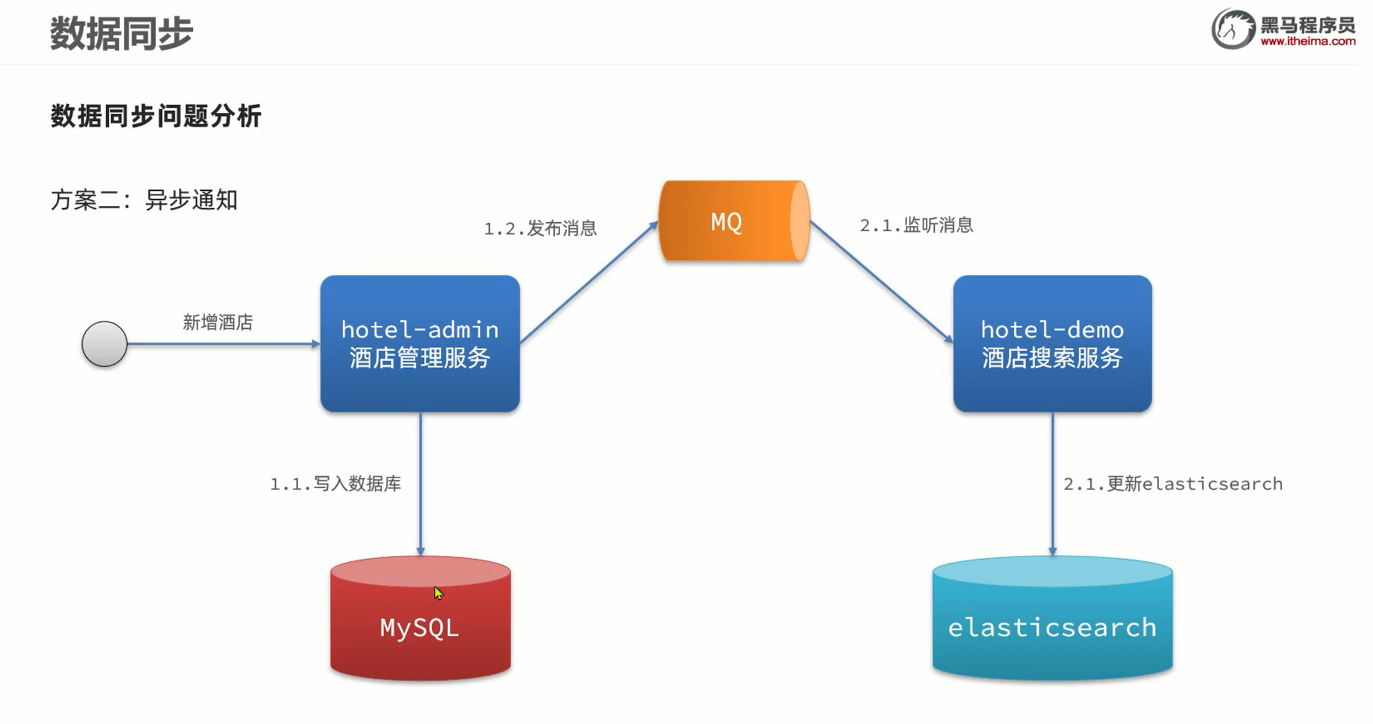 数据同步
黑马程序员
www.itheima.com
数据同步问题分析
方案二：异步通知
MQ
1.2.发布消息
2.1.监听消息
新增酒店
hotel-admin
酒店管理服务
hotel-demo
酒店搜索服务
1.1.写入数据库
2.1.更新elasticsearch
MySQL
elasticsearch